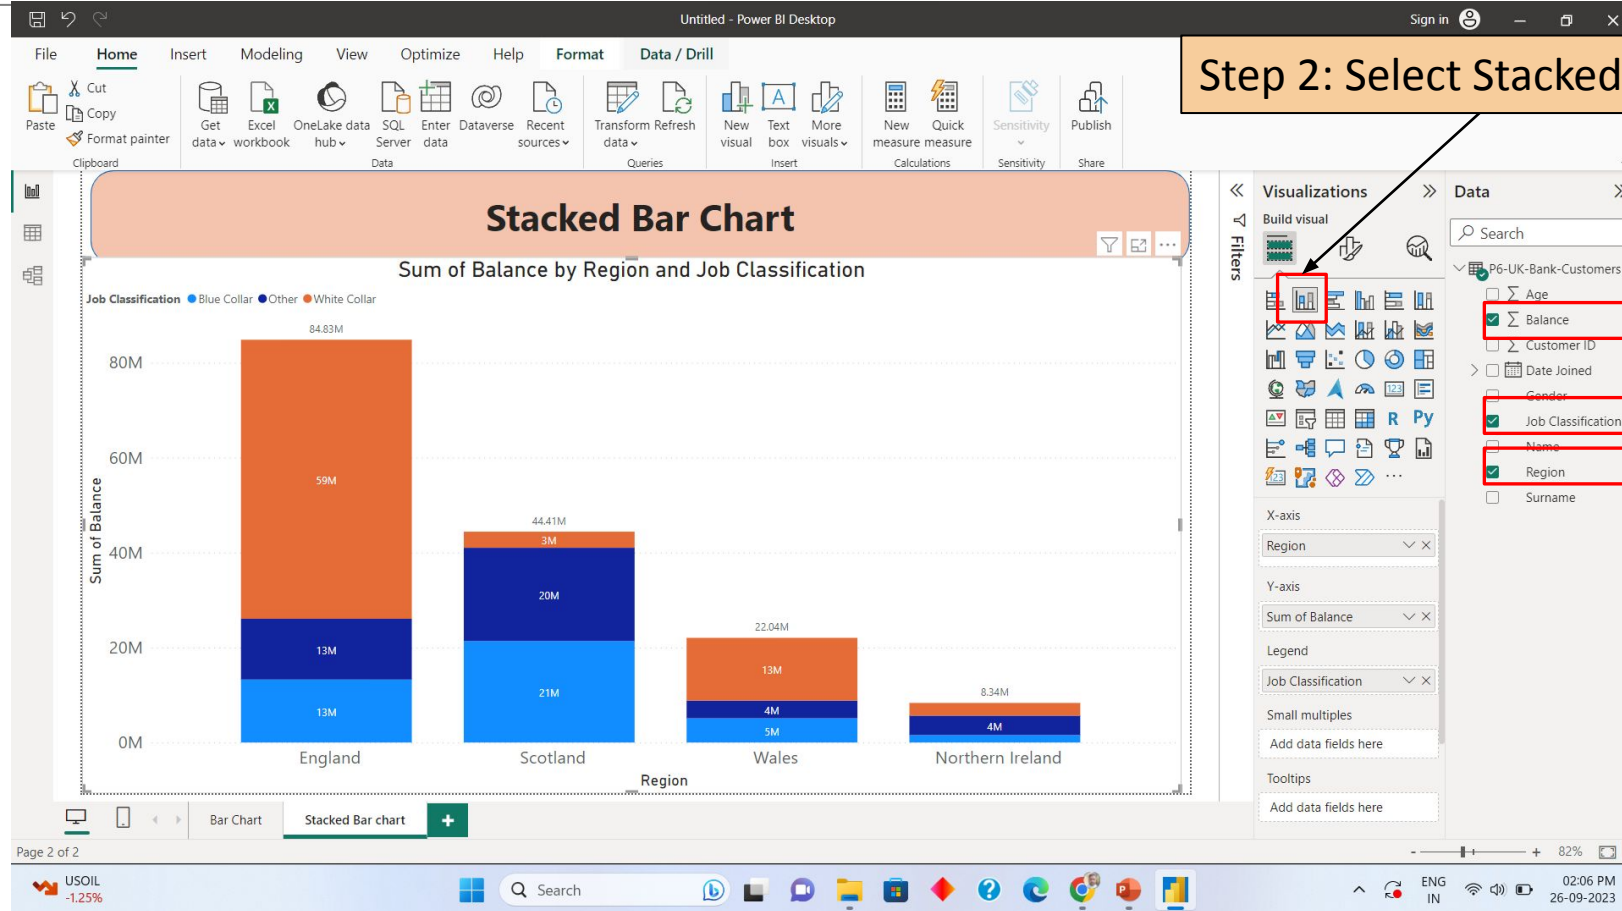 Untitled - Power BI Desktop
Sign in
File Home Insert Modeling View Optimize Help Format Data / Drill
Step 2: Select Stacked
Paste
Cut
Copy
Format painter
Clipboard
Get data
Excel workbook
OneLake data hub
SQL Server
Enter data
Dataverse
Recent sources
Data
Transform data
Refresh
Queries
New visual
Text box
More visuals
Insert
New measure
Quick measure
Calculations
Sensitivity
Sensitivity
Publish
Share
Stacked Bar Chart
Sum of Balance by Region and Job Classification
Job Classification Blue Collar Other White Collar
84.83M
80M
60M
59M
44.41M
3M
40M
20M
22.04M
20M
13M
13M
21M
8.34M
13M
4M
4M
5M
0M
Sum of Balance
England Scotland Wales Northern Ireland
Region
Filters
Visualizations
Build visual
123
R Py
123
X-axis
Region
Y-axis
Sum of Balance
Legend
Job Classification
Small multiples
Add data fields here
Tooltips
Add data fields here
Data
Search
P6-UK-Bank-Customers
Age
Balance
Customer ID
Date Joined
Gender
Job Classification
Name
Region
Surname
Bar Chart Stacked Bar chart +
Page 2 of 2
- + 82%
USOIL
-1.25%
Search
ENG
IN
02:06 PM
26-09-2023